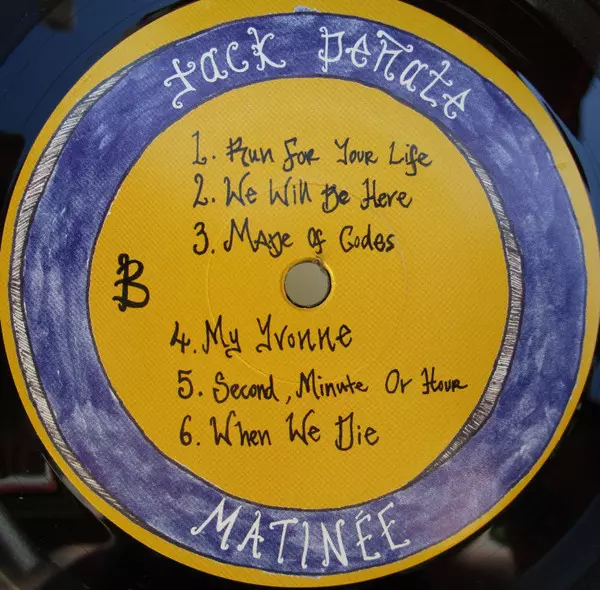 Jack Peñate
1. Run For Your Life
2. We Will Be Here
3. Made Of Codes
B
4. My Yvonne
5. Second, Minute Or Hour
6. When We Die
MATINÉE